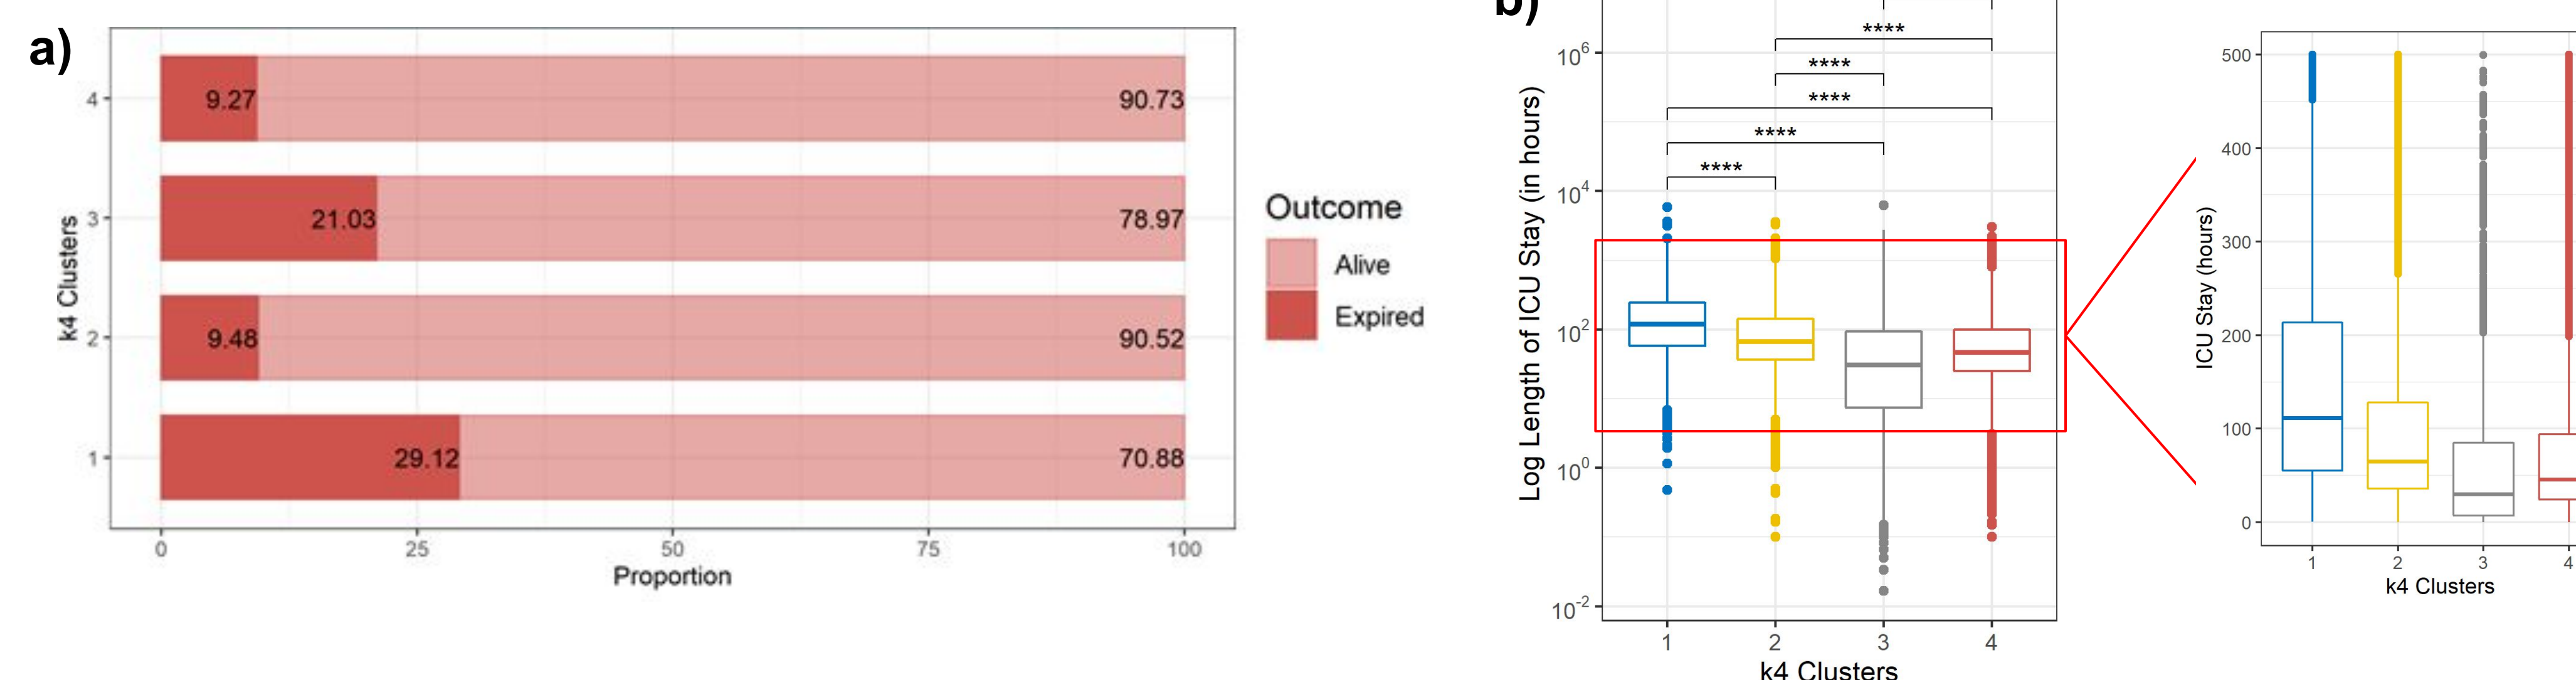 a)
4
3
2
1
k4 Clusters
9.27
90.73
21.03
78.97
9.48
90.52
29.12
70.88
0 25 50 75 100
Proportion
Outcome
Alive
Expired
b)
Log Length of ICU Stay (in hours)
10^6
10^4
10^2
10^0
10^-2
****
****
****
****
****
1 2 3 4
k4 Clusters
ICU Stay (hours)
500
400
300
200
100
0
1 2 3 4
k4 Clusters